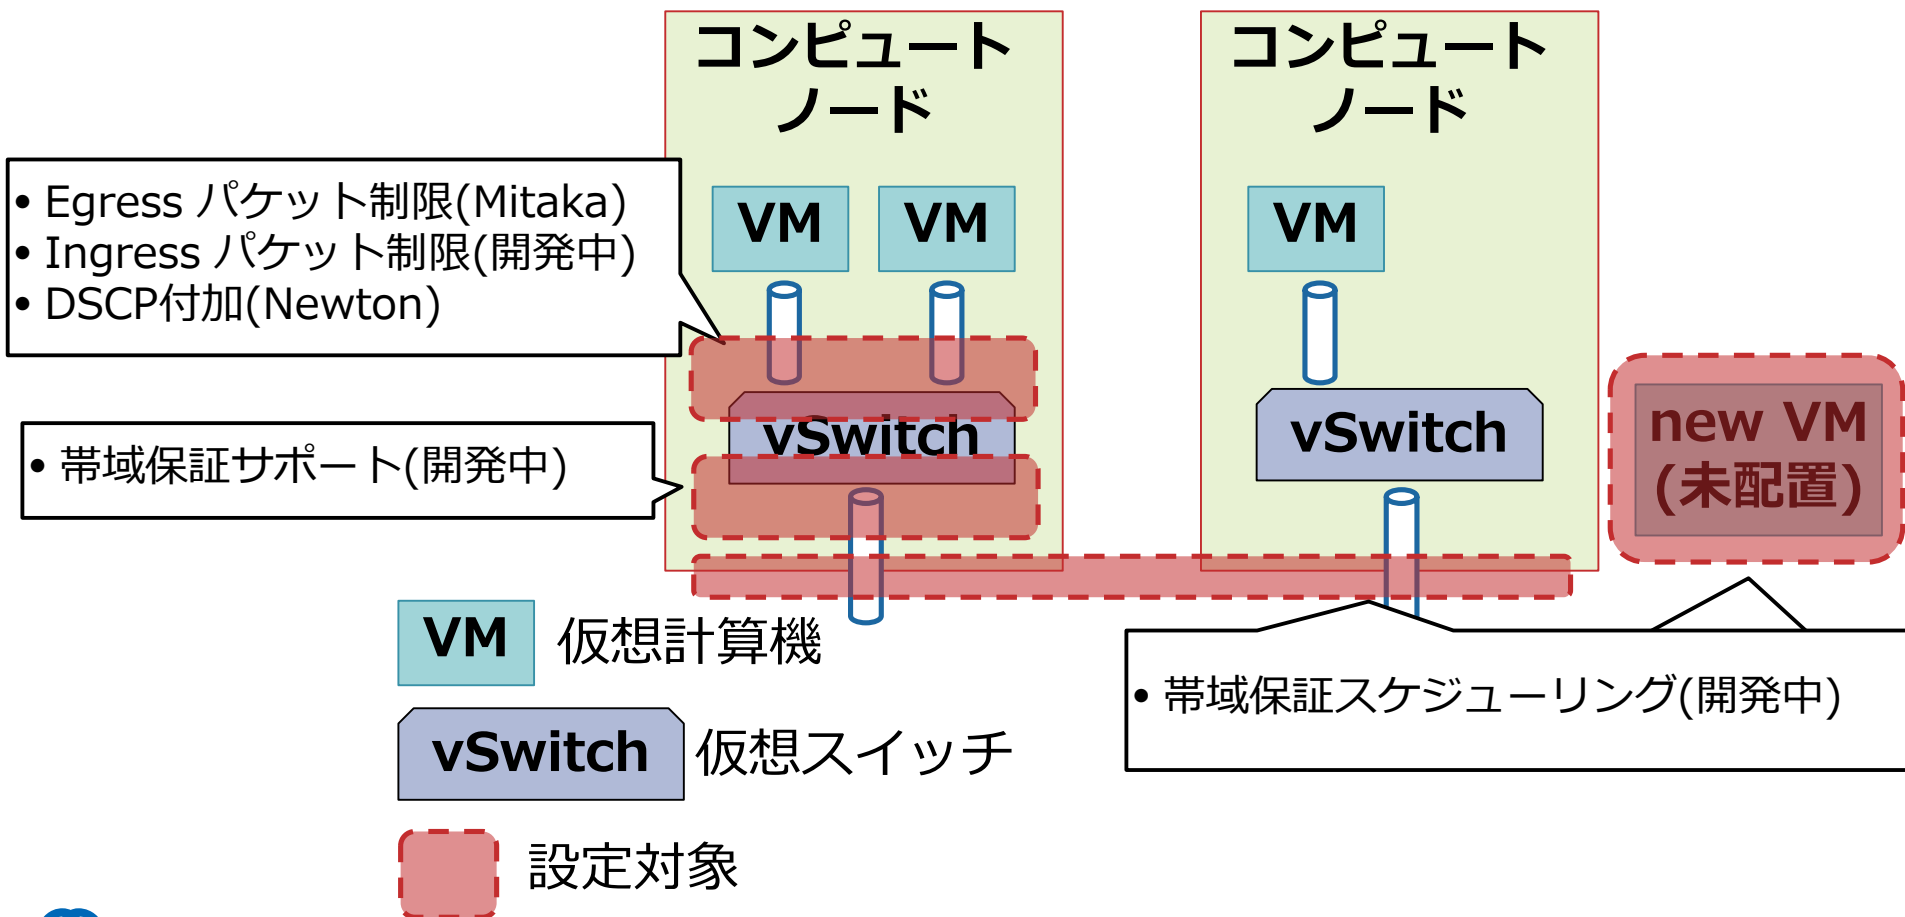 コンピュート
ノード
コンピュート
ノード
• Egress パケット制限(Mitaka)
• Ingress パケット制限(開発中)
• DSCP付加(Newton)
VM
VM
VM
vSwitch
vSwitch
new VM
(未配置)
• 帯域保証サポート(開発中)
VM 仮想計算機
• 帯域保証スケジューリング(開発中)
vSwitch 仮想スイッチ
設定対象